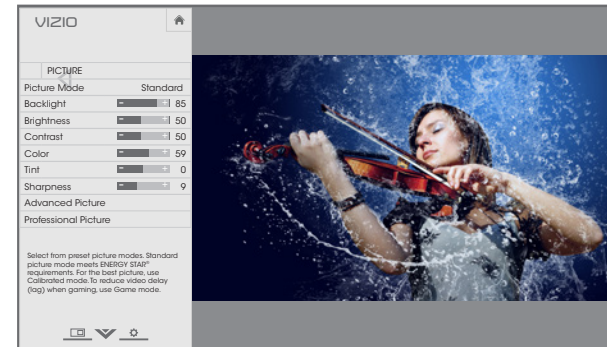 VIZIO
PICTURE
Picture Mode Standard
Backlight 85
Brightness 50
Contrast 50
Color 59
Tint 0
Sharpness 9
Advanced Picture
Professional Picture
Select from preset picture modes. Standard
picture mode meets ENERGY STAR®
requirements. For the best picture, use
Calibrated mode. To reduce video delay
(lag) when gaming, use Game mode.